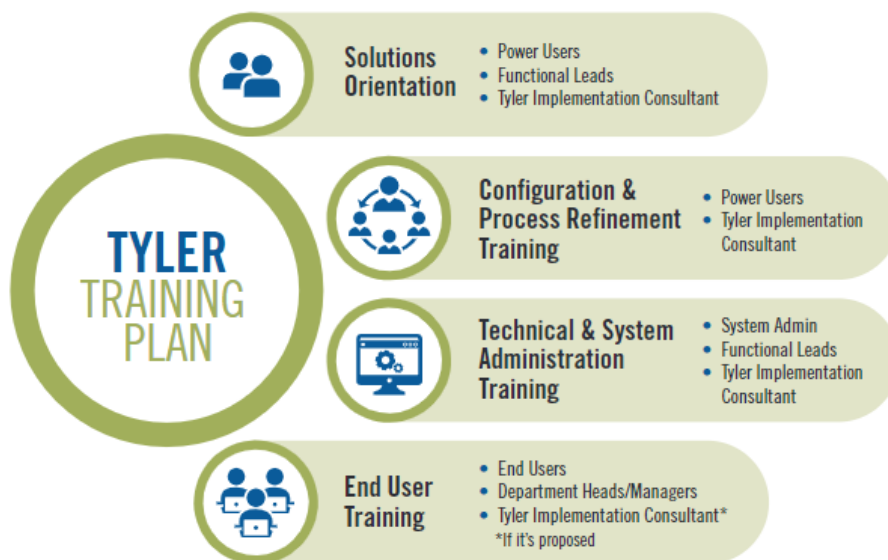 TYLER
TRAINING
PLAN
Solutions
Orientation
• Power Users
• Functional Leads
• Tyler Implementation Consultant
Configuration &
Process Refinement
Training
• Power Users
• Tyler Implementation
Consultant
Technical & System
Administration
Training
• System Admin
• Functional Leads
• Tyler Implementation
Consultant
End User
Training
• End Users
• Department Heads/Managers
• Tyler Implementation Consultant*
*If it's proposed